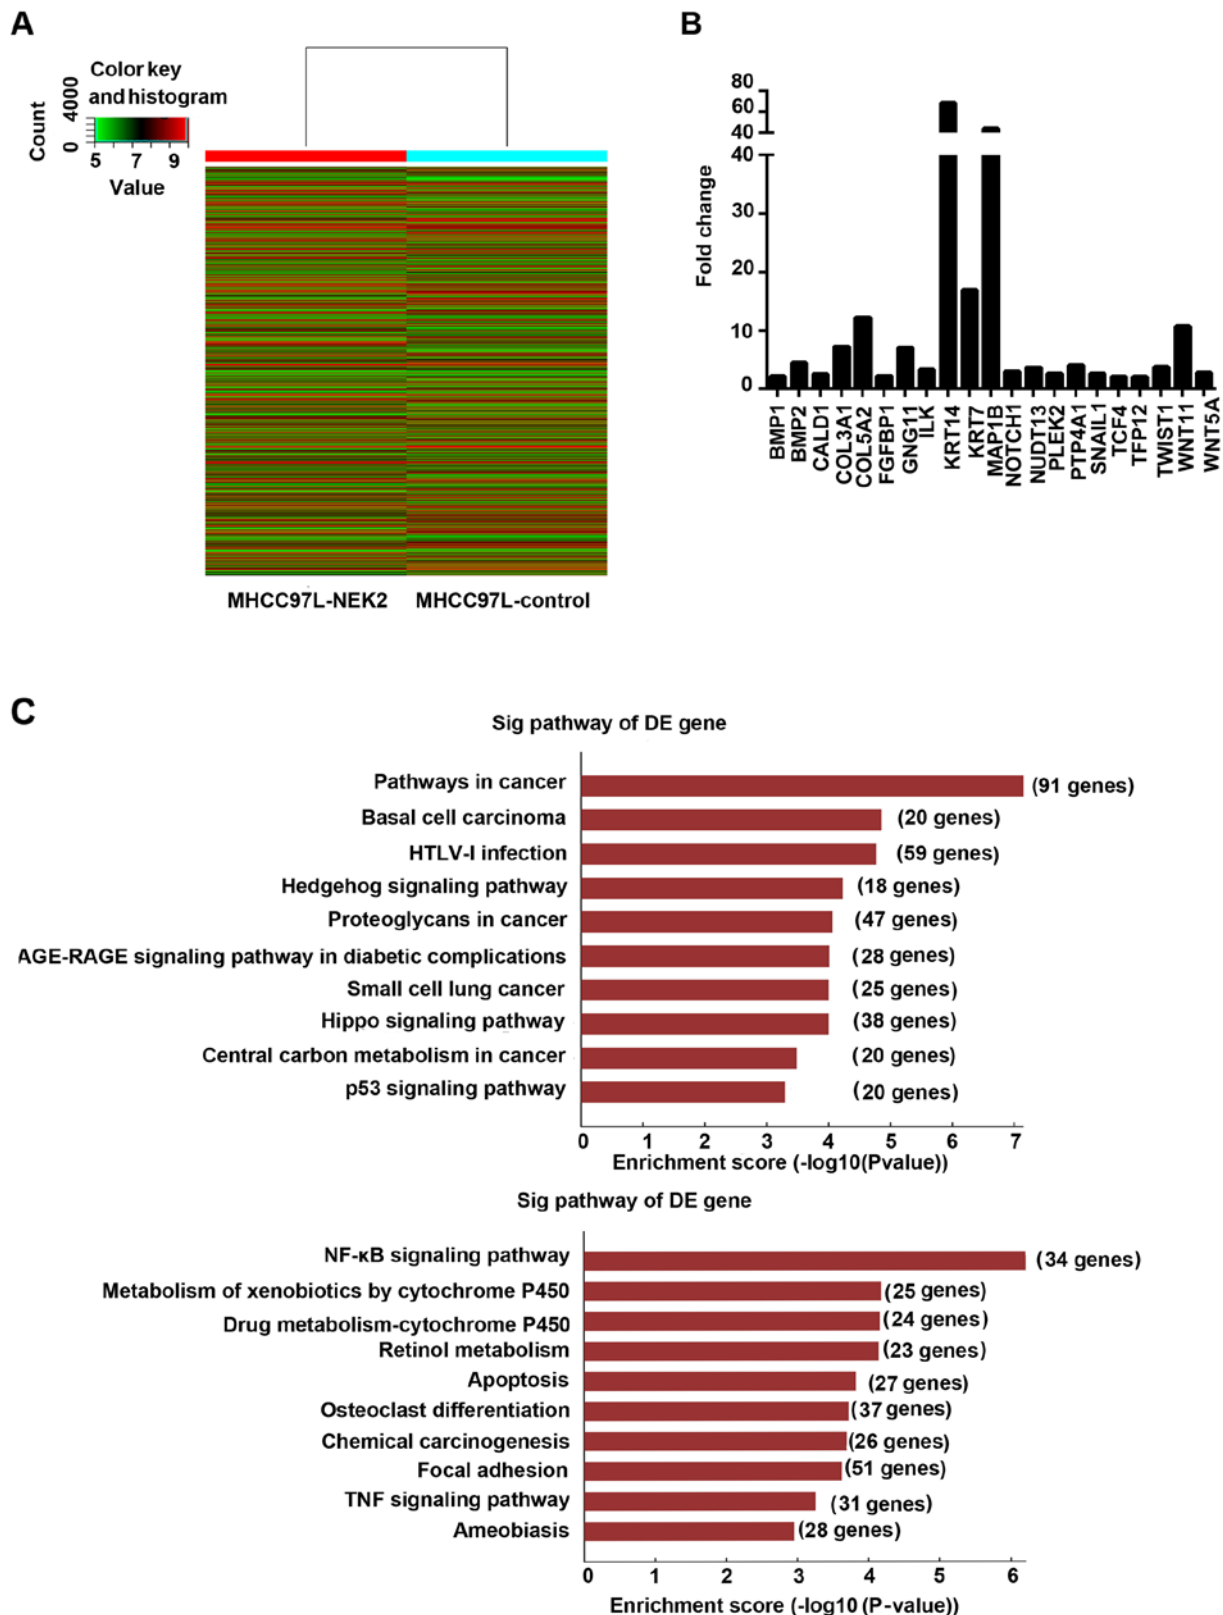 A
Color key
and histogram
Count
0 4000
5 7 9
Value
MHCC97L-NEK2 MHCC97L-control
B
Fold change
80
60
40
40
30
20
10
0
BMP1
BMP2
CALD1
COL3A1
COL5A2
FGFBP1
GNG11
ILK
KRT14
KRT7
MAP1B
NOTCH1
NUDT13
PLEK2
PTP4A1
SNAIL1
TCF4
TFP12
TWIST1
WNT11
WNT5A
C
Sig pathway of DE gene
Pathways in cancer (91 genes)
Basal cell carcinoma (20 genes)
HTLV-I infection (59 genes)
Hedgehog signaling pathway (18 genes)
Proteoglycans in cancer (47 genes)
AGE-RAGE signaling pathway in diabetic complications (28 genes)
Small cell lung cancer (25 genes)
Hippo signaling pathway (38 genes)
Central carbon metabolism in cancer (20 genes)
p53 signaling pathway (20 genes)
0 1 2 3 4 5 6 7
Enrichment score (-log10(Pvalue))
Sig pathway of DE gene
NF-κB signaling pathway (34 genes)
Metabolism of xenobiotics by cytochrome P450 (25 genes)
Drug metabolism-cytochrome P450 (24 genes)
Retinol metabolism (23 genes)
Apoptosis (27 genes)
Osteoclast differentiation (37 genes)
Chemical carcinogenesis (26 genes)
Focal adhesion (51 genes)
TNF signaling pathway (31 genes)
Ameobiasis (28 genes)
0 1 2 3 4 5 6
Enrichment score (-log10 (P-value))